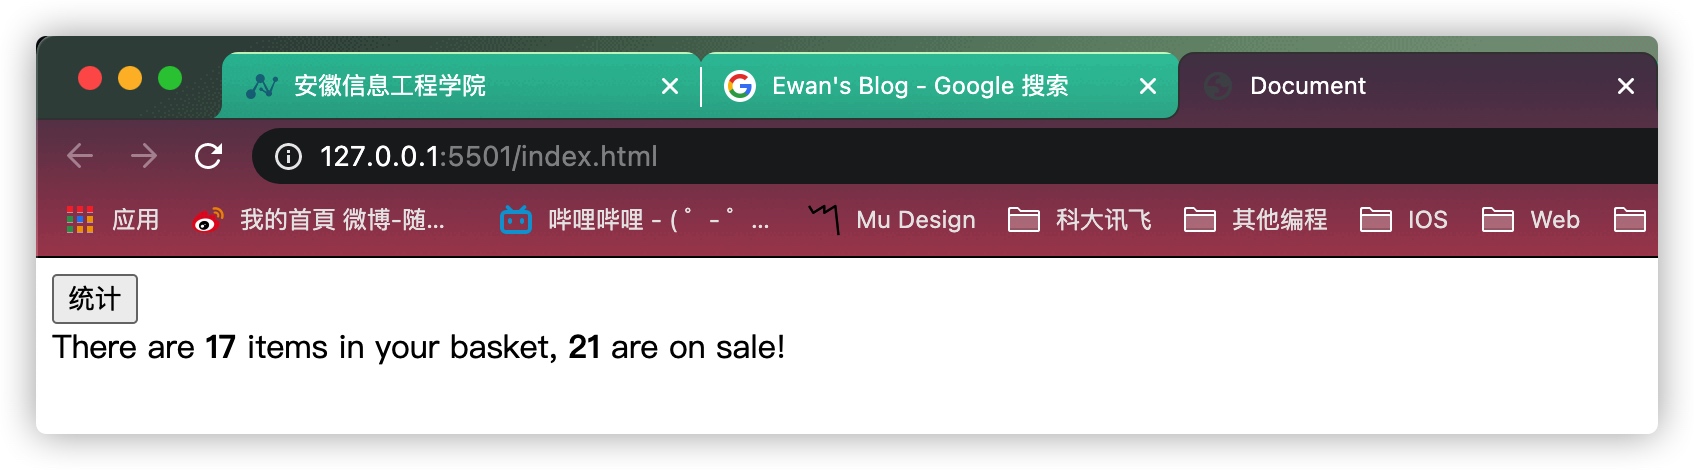 安徽信息工程学院 Ewan's Blog - Google 搜索 Document
127.0.0.1:5501/index.html
应用 我的首頁 微博-随... 哔哩哔哩 - ( ﾟ - ﾟ ... Mu Design 科大讯飞 其他编程 IOS Web
统计
There are 17 items in your basket, 21 are on sale!